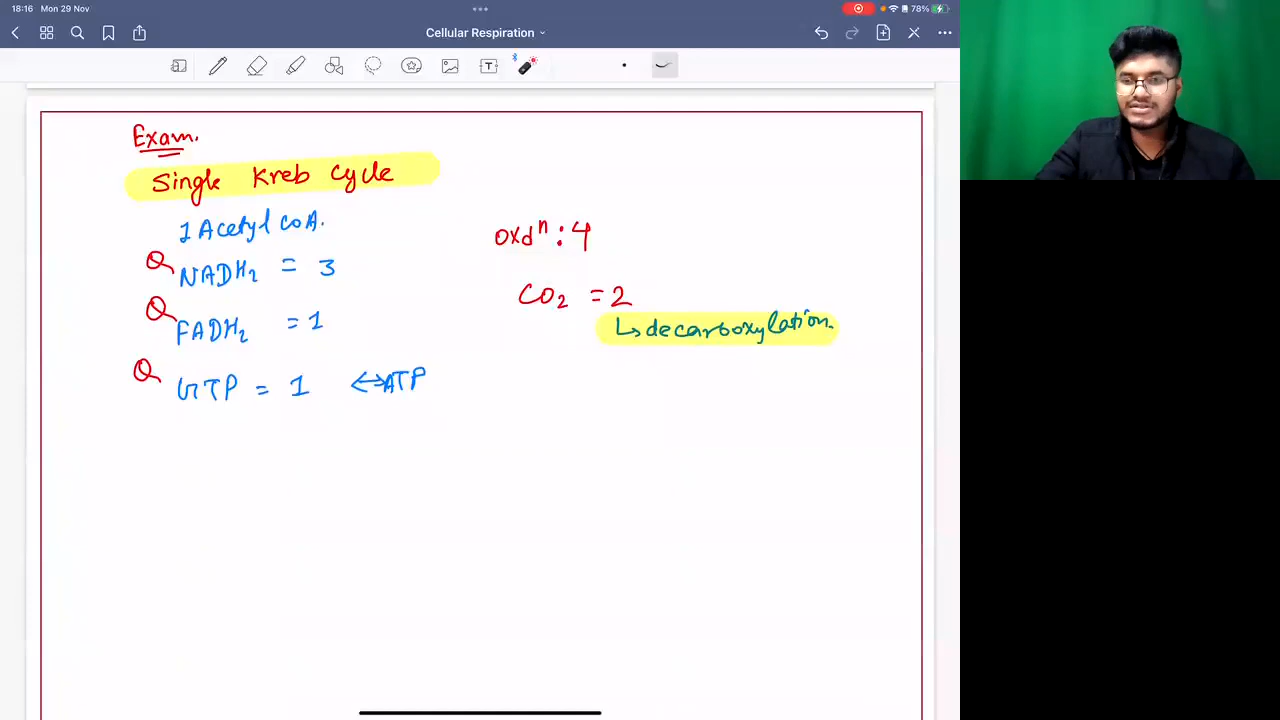 18:16 Mon 29 Nov
78%
Cellular Respiration
Exam.
Single Kreb Cycle
1 Acetyl CoA.
Q NADH₂ = 3
Q FADH₂ = 1
Q GTP = 1 ↔ ATP
Oxdⁿ : 4
CO₂ = 2
↳ decarboxylation.